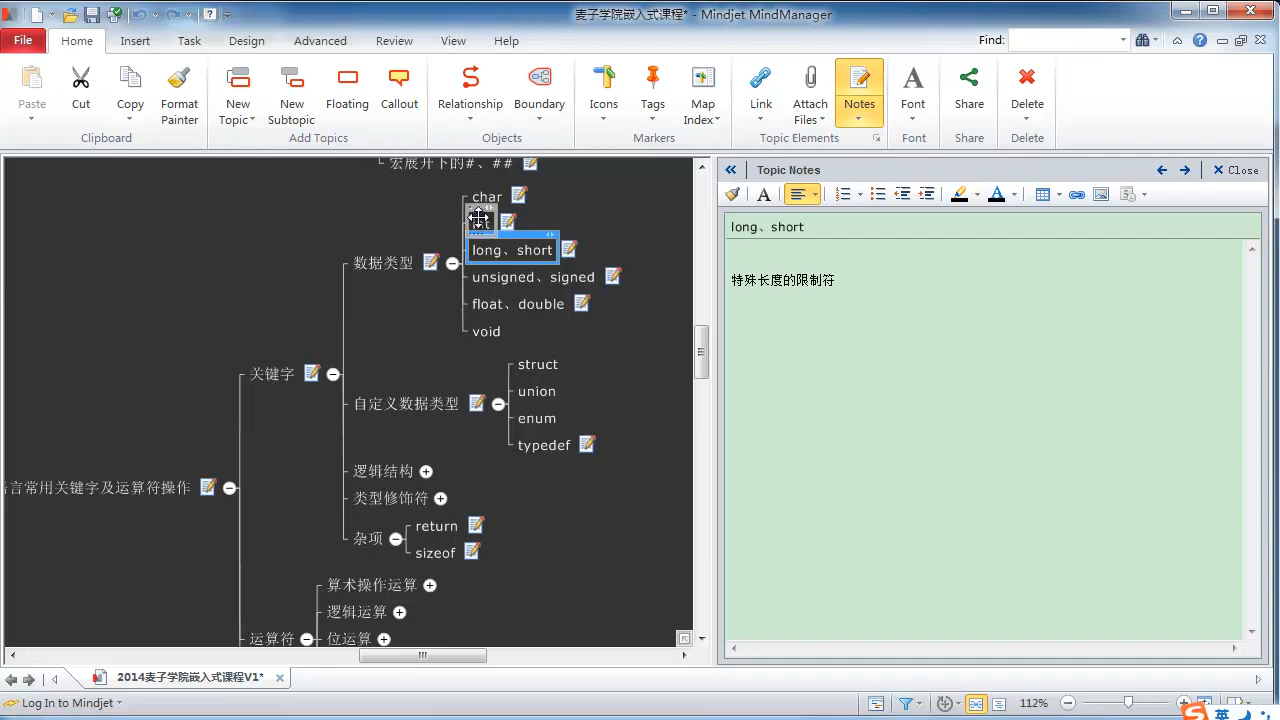 麦子学院嵌入式课程* - Mindjet MindManager
File Home Insert Task Design Advanced Review View Help Find:
Paste Cut Copy Format Painter New Topic New Subtopic Floating Callout Relationship Boundary Icons Tags Map Index Link Attach Files Notes Font Share Delete
Clipboard Add Topics Objects Markers Topic Elements Font Share Delete
宏展开下的#、##
char
long、short
unsigned、signed
float、double
void
数据类型
struct
union
enum
typedef
自定义数据类型
关键字
逻辑结构
类型修饰符
杂项
return
sizeof
言常用关键字及运算符操作
算术操作运算
逻辑运算
运算符
位运算
Topic Notes
Close
long、short
特殊长度的限制符
2014麦子学院嵌入式课程V1*
Log In to Mindjet
112%
英